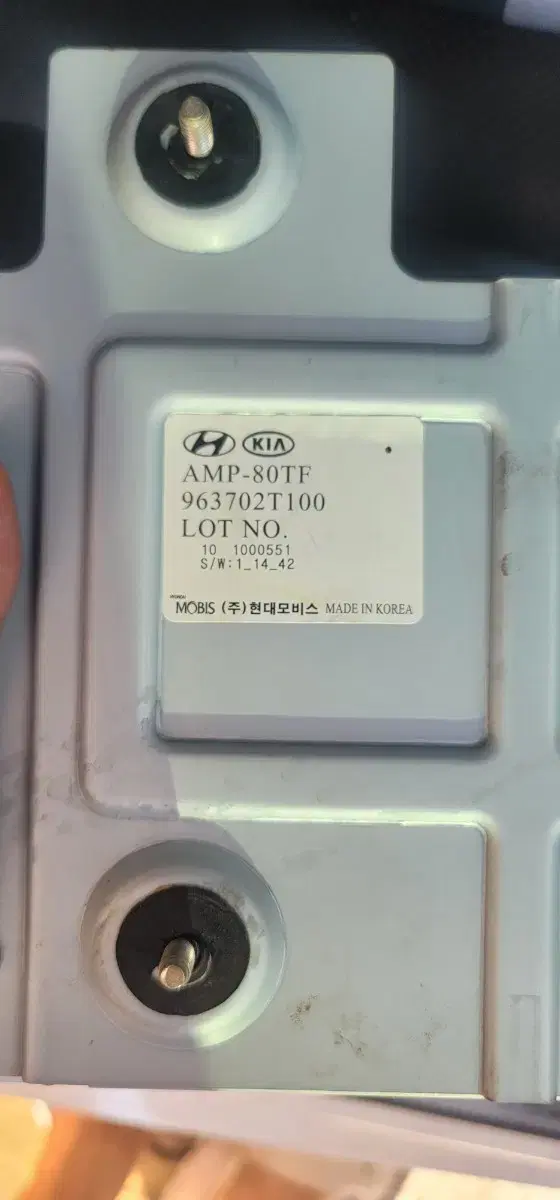 KIA
AMP-80TF
963702T100
LOT NO.
10 1000551
S/W:1_14_42
MOBIS (주)현대모비스 MADE IN KOREA